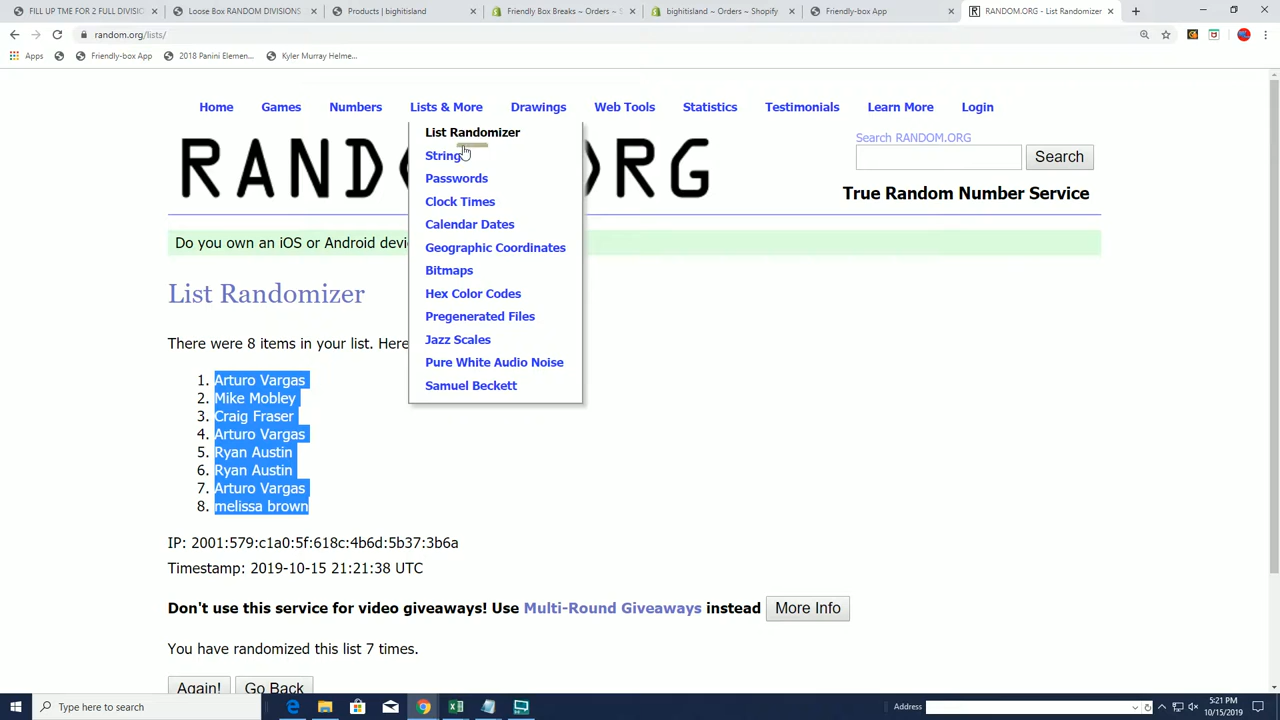 FILL UP TME FOR 2 FULL DIVISION
Loose Box RANDOM DIVISIONS
Products | bighitisland
Friendly Box Breaks ~ Orders ~ S
bighitisland ~ Orders ~ Shopify
Friendly-box App
RANDOM.ORG - List Randomizer
random.org/lists/
Apps
Friendly-box App
2018 Panini Elemen...
Kyler Murray Helme...
Home
Games
Numbers
Lists & More
Drawings
Web Tools
Statistics
Testimonials
Learn More
Login
List Randomizer
String
Passwords
Clock Times
Calendar Dates
Geographic Coordinates
Bitmaps
Hex Color Codes
Pregenerated Files
Jazz Scales
Pure White Audio Noise
Samuel Beckett
Search RANDOM.ORG
Search
True Random Number Service
Do you own an iOS or Android devi
List Randomizer
There were 8 items in your list. Here
1. Arturo Vargas
2. Mike Mobley
3. Craig Fraser
4. Arturo Vargas
5. Ryan Austin
6. Ryan Austin
7. Arturo Vargas
8. melissa brown
IP: 2001:579:c1a0:5f:618c:4b6d:5b37:3b6a
Timestamp: 2019-10-15 21:21:38 UTC
Don't use this service for video giveaways! Use Multi-Round Giveaways instead More Info
You have randomized this list 7 times.
Again! Go Back
Type here to search
Address
5:21 PM
10/15/2019